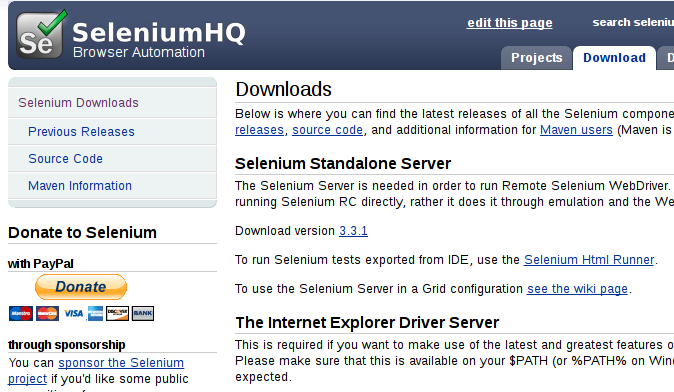 Se
SeleniumHQ
Browser Automation
edit this page
search
Projects
Download
Selenium Downloads
Previous Releases
Source Code
Maven Information
Donate to Selenium
with PayPal
Donate
Maestro MasterCard VISA DISCOVER BANK
through sponsorship
You can sponsor the Selenium
project if you'd like some public
Downloads
Below is where you can find the latest releases of all the Selenium
releases, source code, and additional information for Maven users (Maven is
Selenium Standalone Server
The Selenium Server is needed in order to run Remote Selenium WebDriver.
running Selenium RC directly, rather it does it through emulation and the
Download version 3.3.1
To run Selenium tests exported from IDE, use the Selenium Html Runner.
To use the Selenium Server in a Grid configuration see the wiki page.
The Internet Explorer Driver Server
This is required if you want to make use of the latest and greatest features
Please make sure that this is available on your $PATH (or %PATH% on
expected.